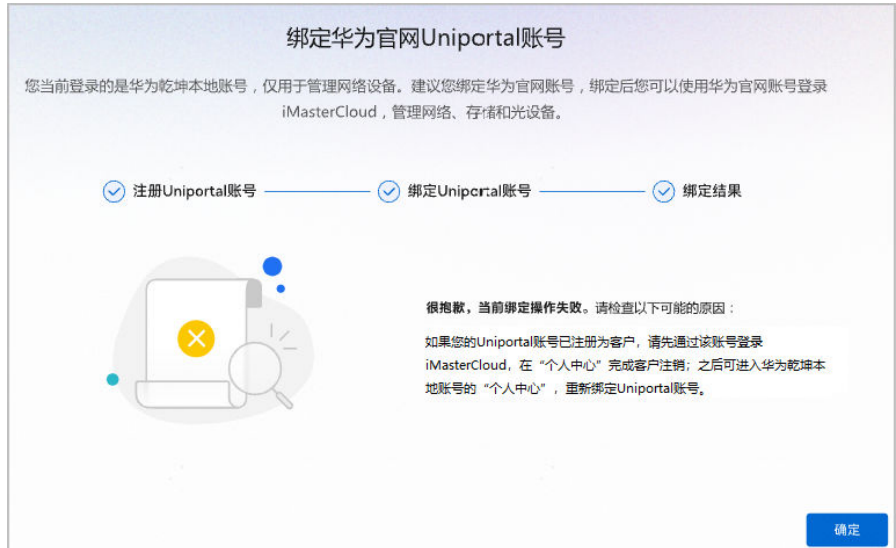 绑定华为官网Uniportal账号
您当前登录的是华为乾坤本地账号，仅用于管理网络设备。建议您绑定华为官网账号，绑定后您可以使用华为官网账号登录
iMasterCloud，管理网络、存储和光设备。
注册Uniportal账号
绑定Uniportal账号
绑定结果
很抱歉，当前绑定操作失败。请检查以下可能的原因：
如果您的Uniportal账号已注册为客户，请先通过该账号登录
iMasterCloud，在“个人中心”完成客户注销；之后可进入华为乾坤本
地账号的“个人中心”，重新绑定Uniportal账号。
确定